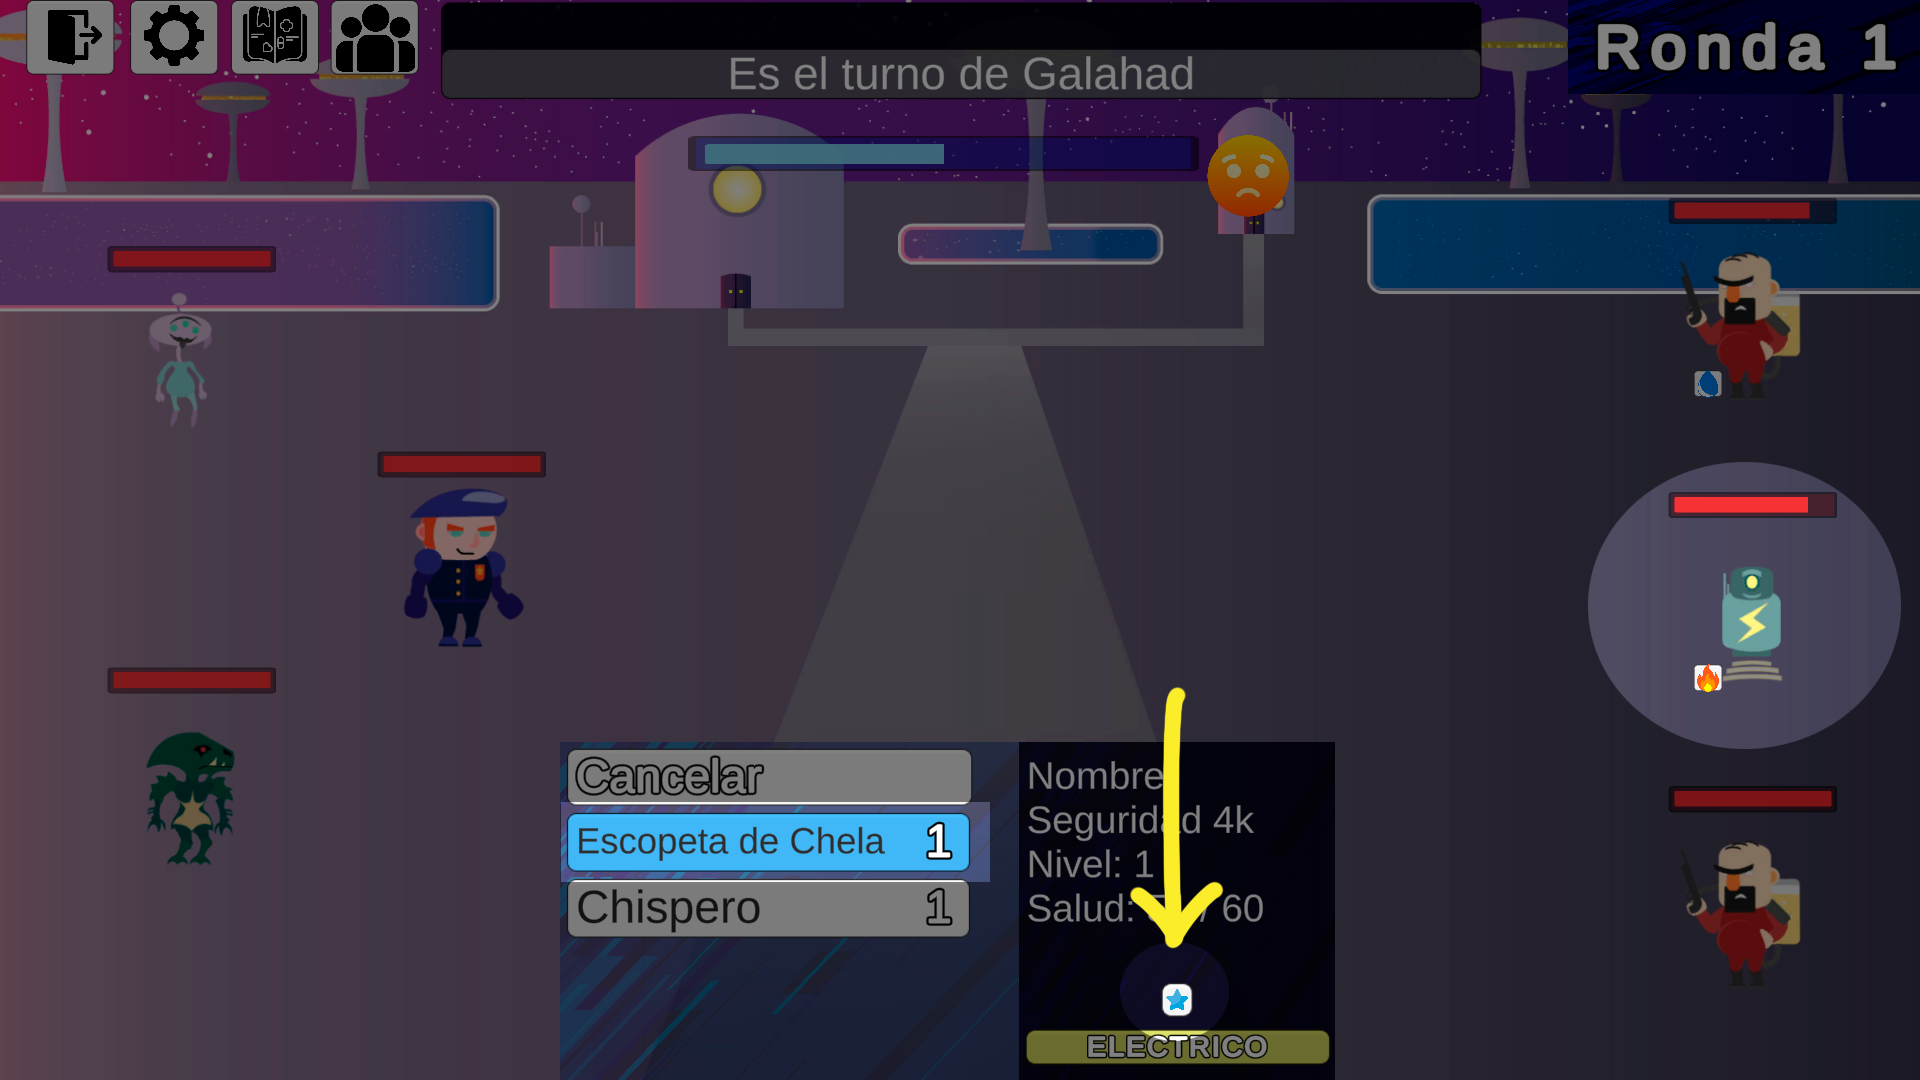 Es el turno de Galahad
Ronda 1
Cancelar
Escopeta de Chela 1
Chispero 1
Nombre
Seguridad 4k
Nivel: 1
Salud: / 60
ELECTRICO